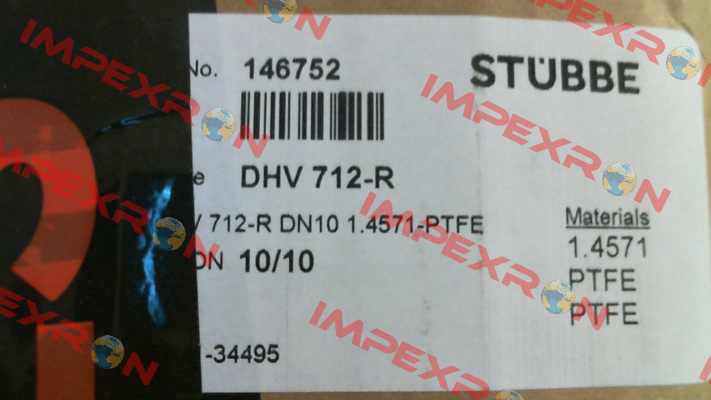 No. 146752
STÜBBE
e DHV 712-R
V 712-R DN10 1.4571-PTFE
DN 10/10
Materials
1.4571
PTFE
PTFE
-34495
IMPEXRON
IMPEXRON
IMPEXRON
IMPEXRON
IMPEXRON
IMPEXRON